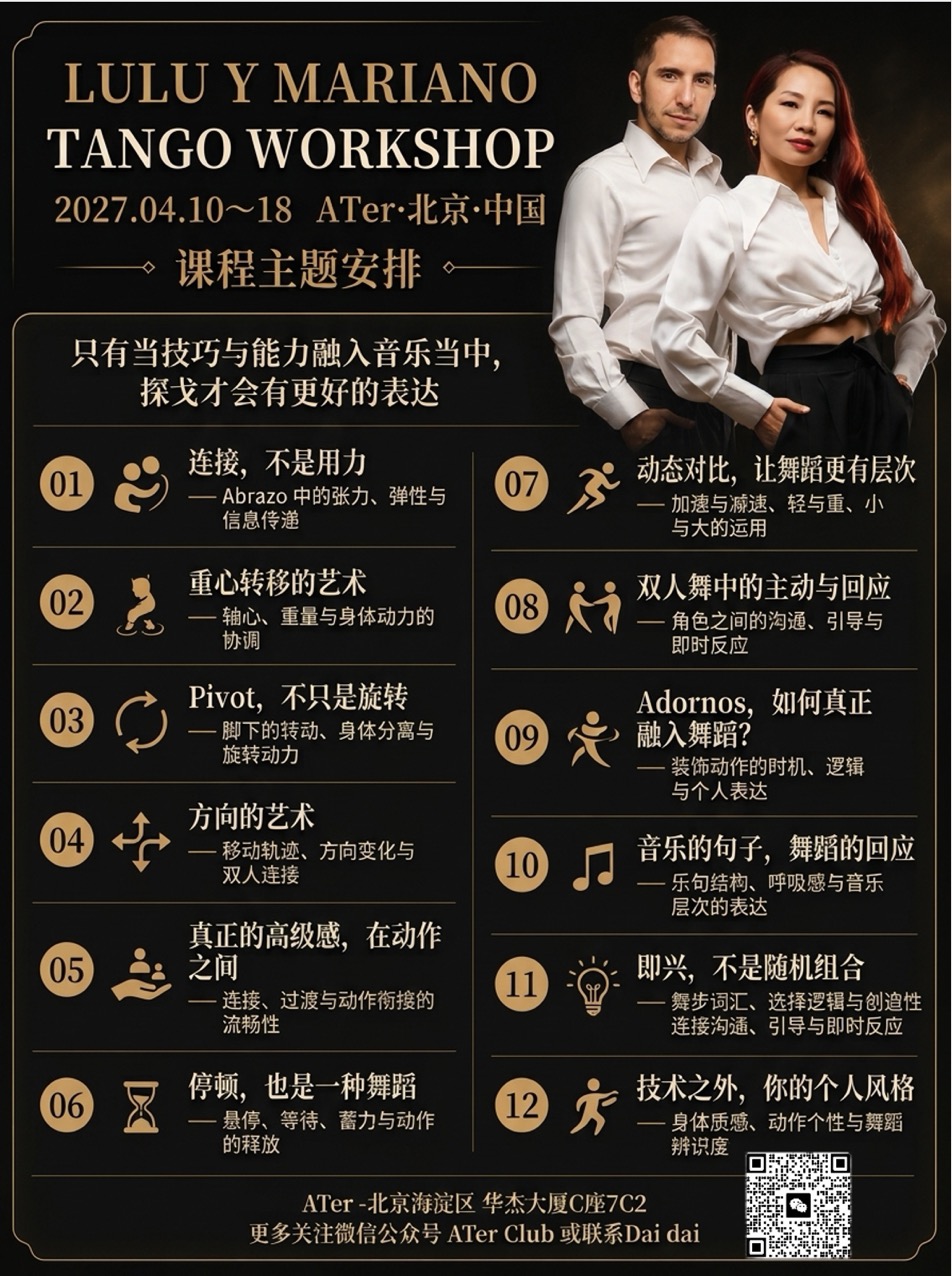 LULU Y MARIANO
TANGO WORKSHOP
2027.04.10～18 ATer·北京·中国
课程主题安排
只有当技巧与能力融入音乐当中，
探戈才会有更好的表达
01
连接，不是用力
—— Abrazo 中的张力、弹性与
信息传递
02
重心转移的艺术
—— 轴心、重量与身体动力的
协调
03
Pivot，不只是旋转
—— 脚下的转动、身体分离与
旋转动力
04
方向的艺术
—— 移动轨迹、方向变化与
双人连接
05
真正的高级感，在动作
之间
—— 连接、过渡与动作衔接的
流畅性
06
停顿，也是一种舞蹈
—— 悬停、等待、蓄力与动作
的释放
07
动态对比，让舞蹈更有层次
—— 加速与减速、轻与重、小
与大的运用
08
双人舞中的主动与回应
—— 角色之间的沟通、引导与
即时反应
09
Adornos，如何真正
融入舞蹈？
—— 装饰动作的时机、逻辑
与个人表达
10
音乐的句子，舞蹈的回应
—— 乐句结构、呼吸感与音乐
层次的表达
11
即兴，不是随机组合
—— 舞步词汇、选择逻辑与创造性
连接沟通、引导与即时反应
12
技术之外，你的个人风格
—— 身体质感、动作个性与舞蹈
辨识度
ATer -北京海淀区 华杰大厦C座7C2
更多关注微信公众号 ATer Club 或联系Dai dai